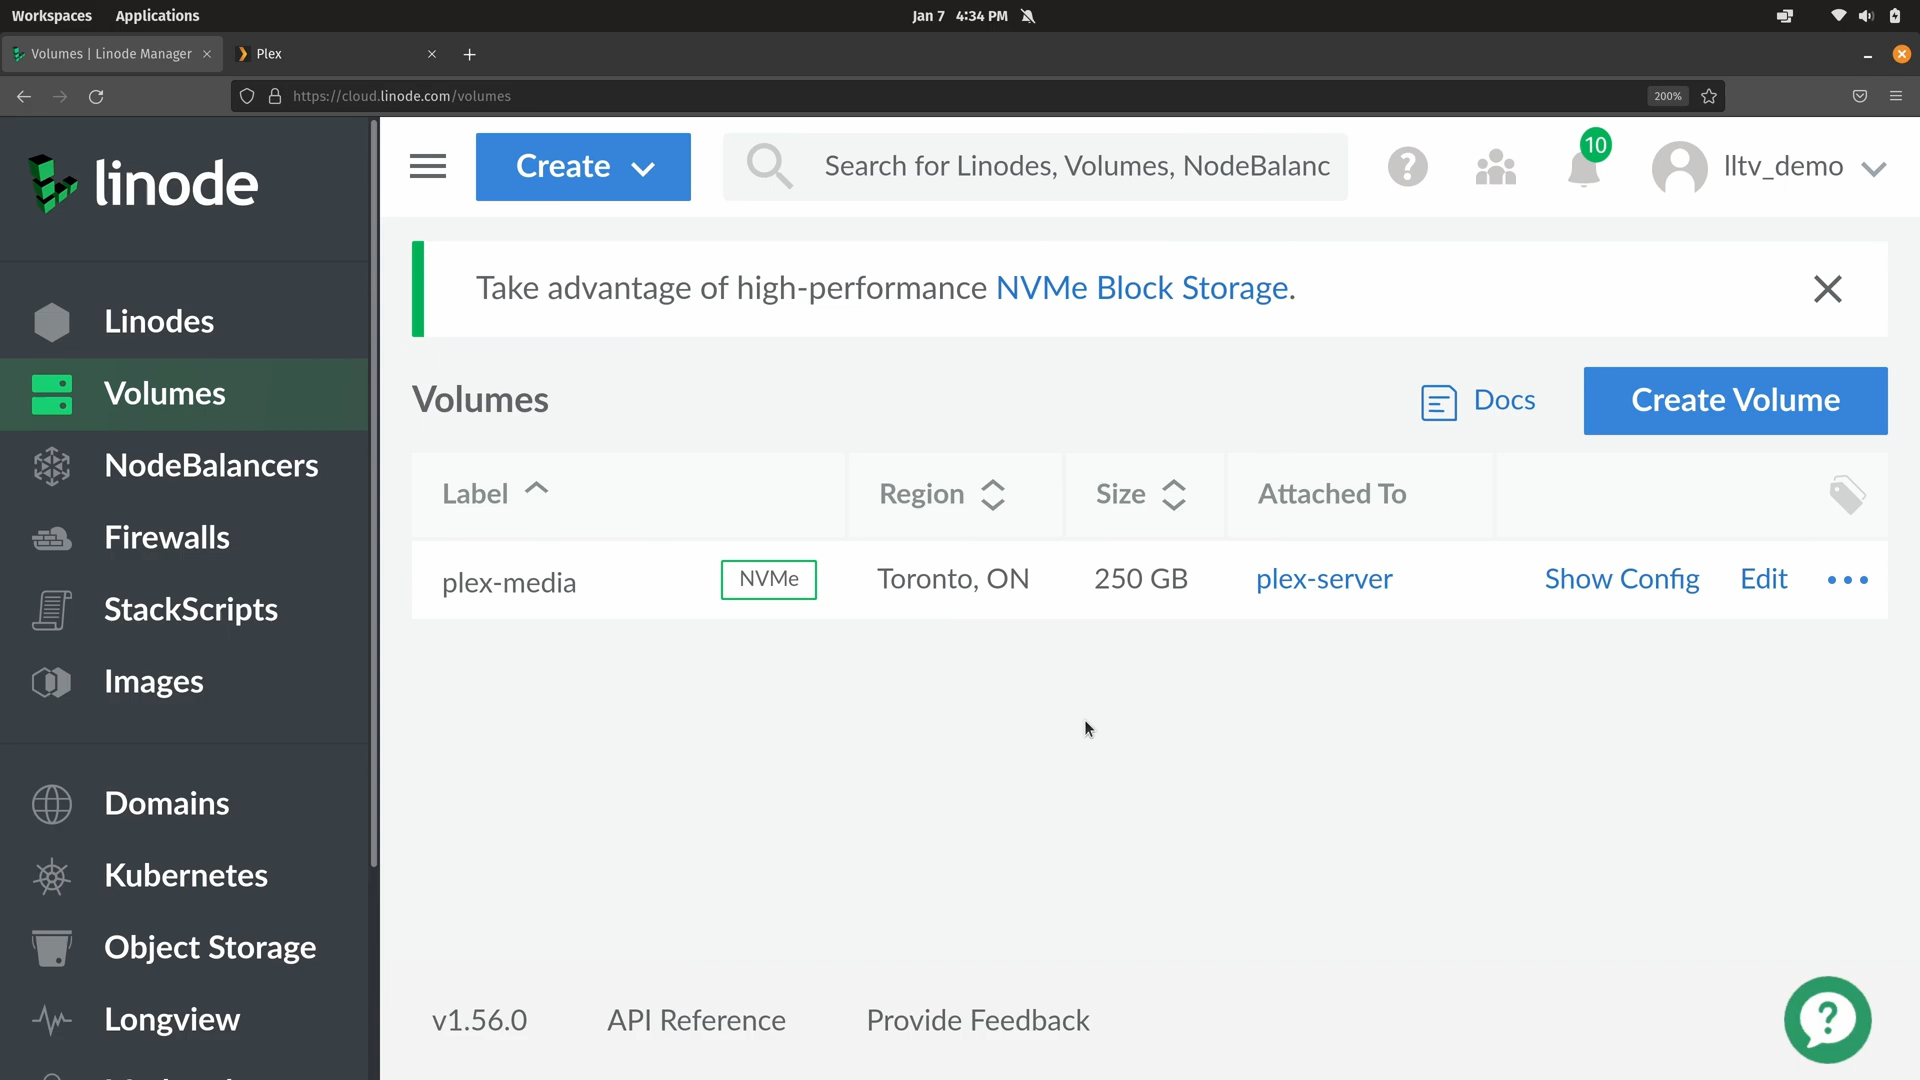 Workspaces Applications Jan 7 4:34 PM
Volumes | Linode Manager Plex
https://cloud.linode.com/volumes 200%
linode
Create
Search for Linodes, Volumes, NodeBalanc
10
lltv_demo
Take advantage of high-performance NVMe Block Storage.
Linodes
Volumes
NodeBalancers
Firewalls
StackScripts
Images
Domains
Kubernetes
Object Storage
Longview
Volumes
Docs
Create Volume
Label Region Size Attached To
plex-media NVMe Toronto, ON 250 GB plex-server Show Config Edit
v1.56.0 API Reference Provide Feedback